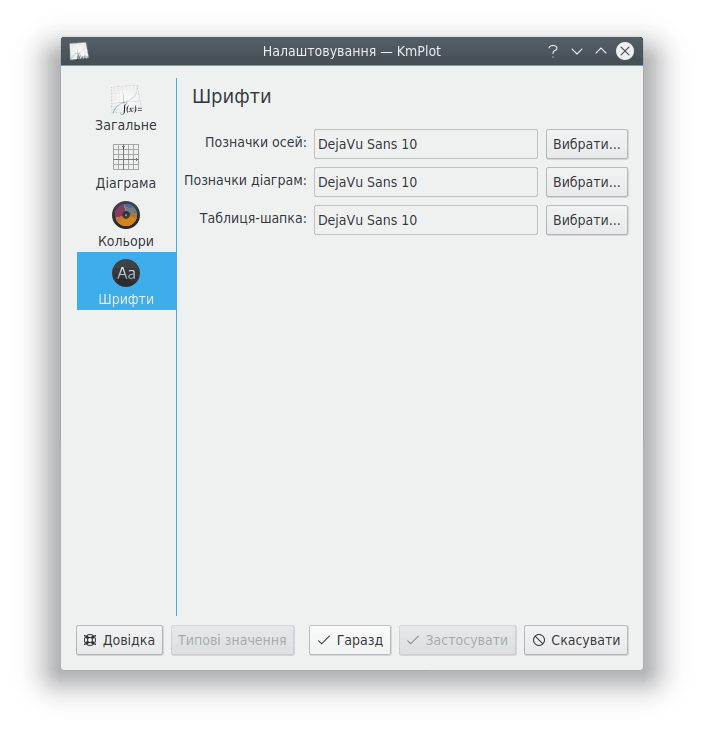 Налаштовування — KmPlot
f(x)=
Загальне
Діаграма
Кольори
Aa
Шрифти
Шрифти
Позначки осей: DejaVu Sans 10 Вибрати...
Позначки діаграм: DejaVu Sans 10 Вибрати...
Таблиця-шапка: DejaVu Sans 10 Вибрати...
Довідка Типові значення Гаразд Застосувати Скасувати